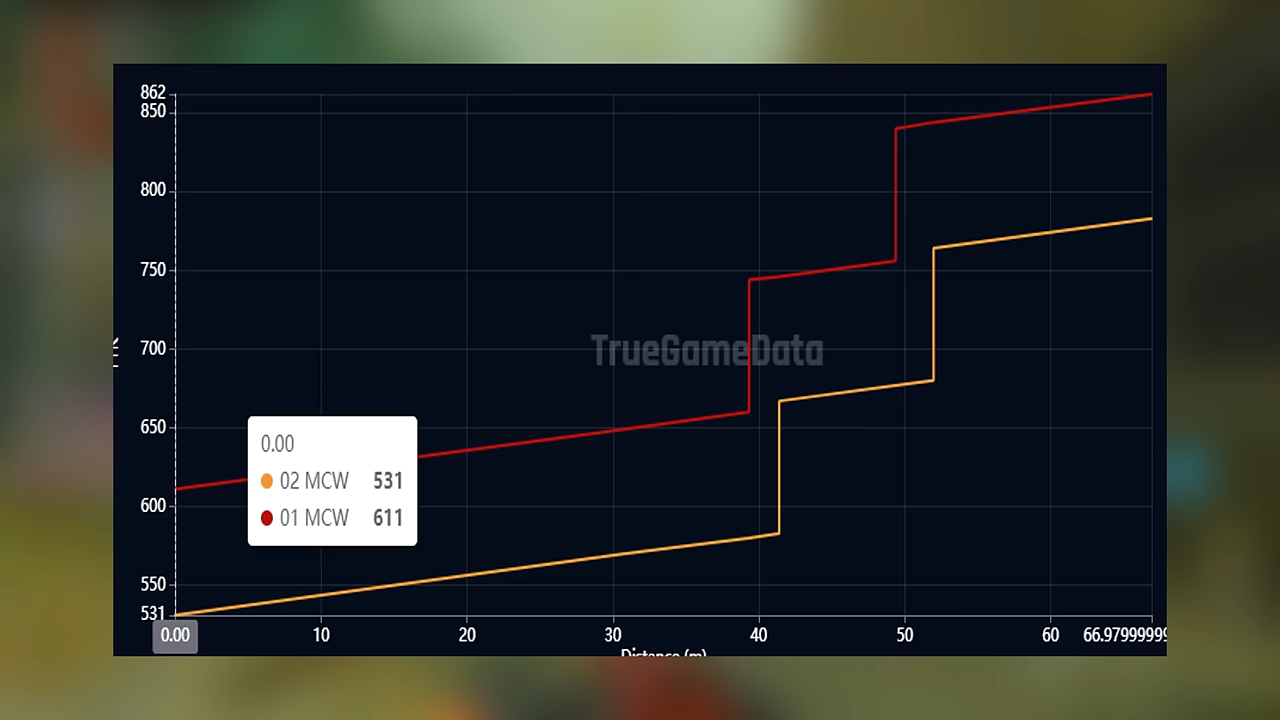 862
850
800
750
700
650
600
550
531
TrueGameData
0.00
02 MCW 531
01 MCW 611
0.00 10 20 30 40 50 60 66.97999999
Distance (m)